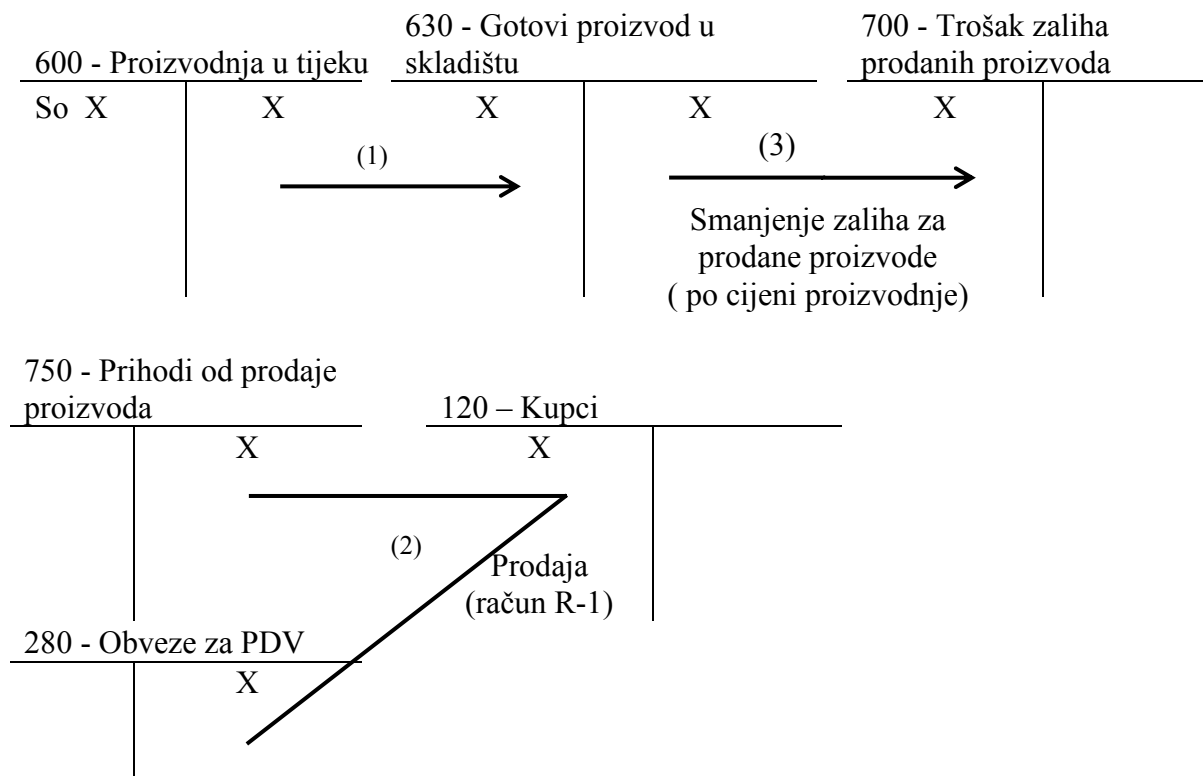 600 - Proizvodnja u tijeku
630 - Gotovi proizvod u
skladištu
700 - Trošak zaliha
prodanih proizvoda
So X
X
X
X
X
(1)
(3)
Smanjenje zaliha za
prodane proizvode
( po cijeni proizvodnje)
750 - Prihodi od prodaje
proizvoda
120 – Kupci
X
X
(2)
Prodaja
(račun R-1)
280 - Obveze za PDV
X